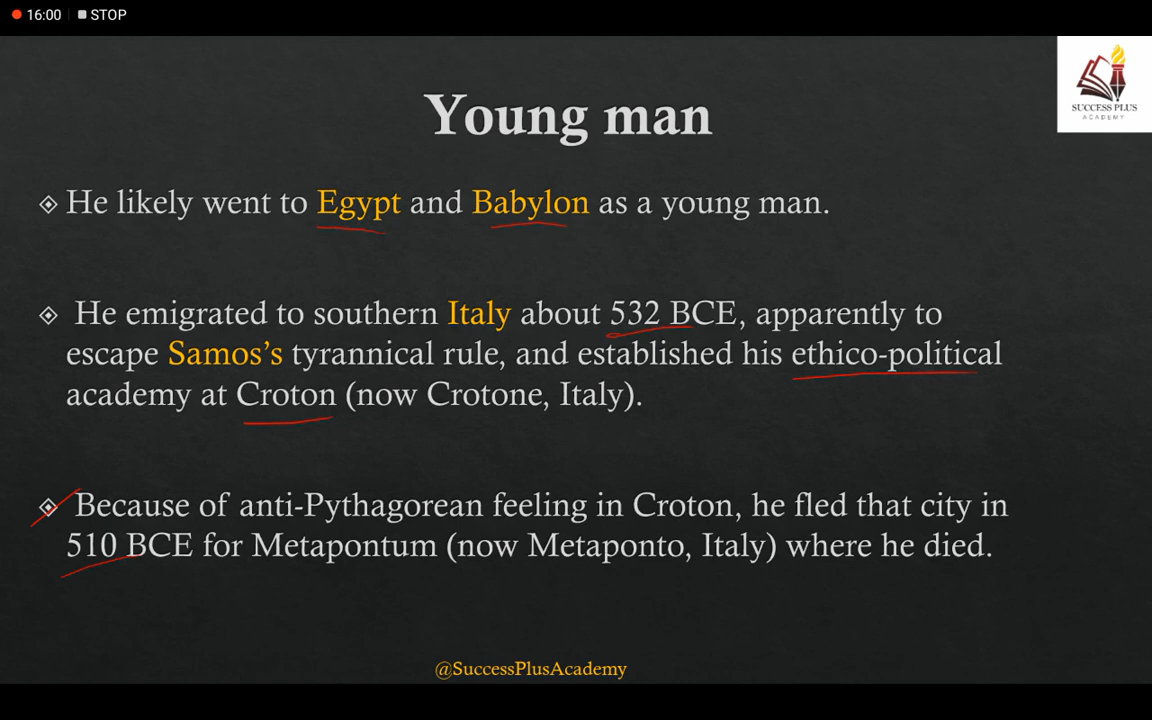 16:00 STOP
SUCCESS PLUS
ACADEMY
Young man
He likely went to Egypt and Babylon as a young man.
He emigrated to southern Italy about 532 BCE, apparently to
escape Samos’s tyrannical rule, and established his ethico-political
academy at Croton (now Crotone, Italy).
Because of anti-Pythagorean feeling in Croton, he fled that city in
510 BCE for Metapontum (now Metaponto, Italy) where he died.
@SuccessPlusAcademy